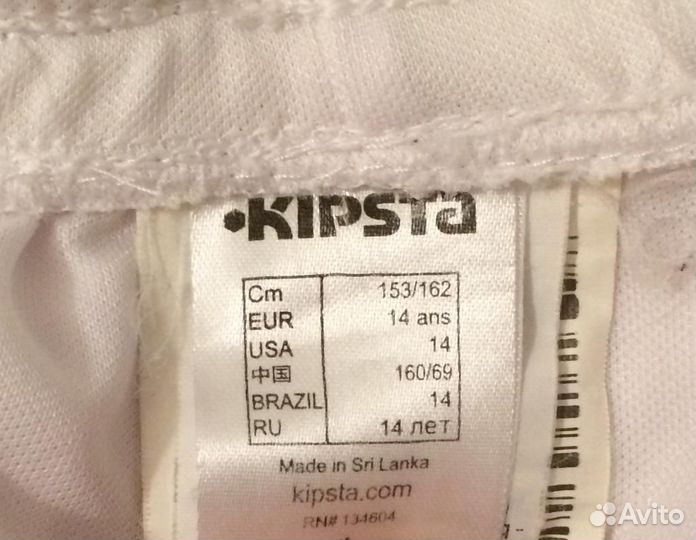 KIPSTA
Cm 153/162
EUR 14 ans
USA 14
中国 160/69
BRAZIL 14
RU 14 лет
Made in Sri Lanka
kipsta.com
RN# 134604
Avito